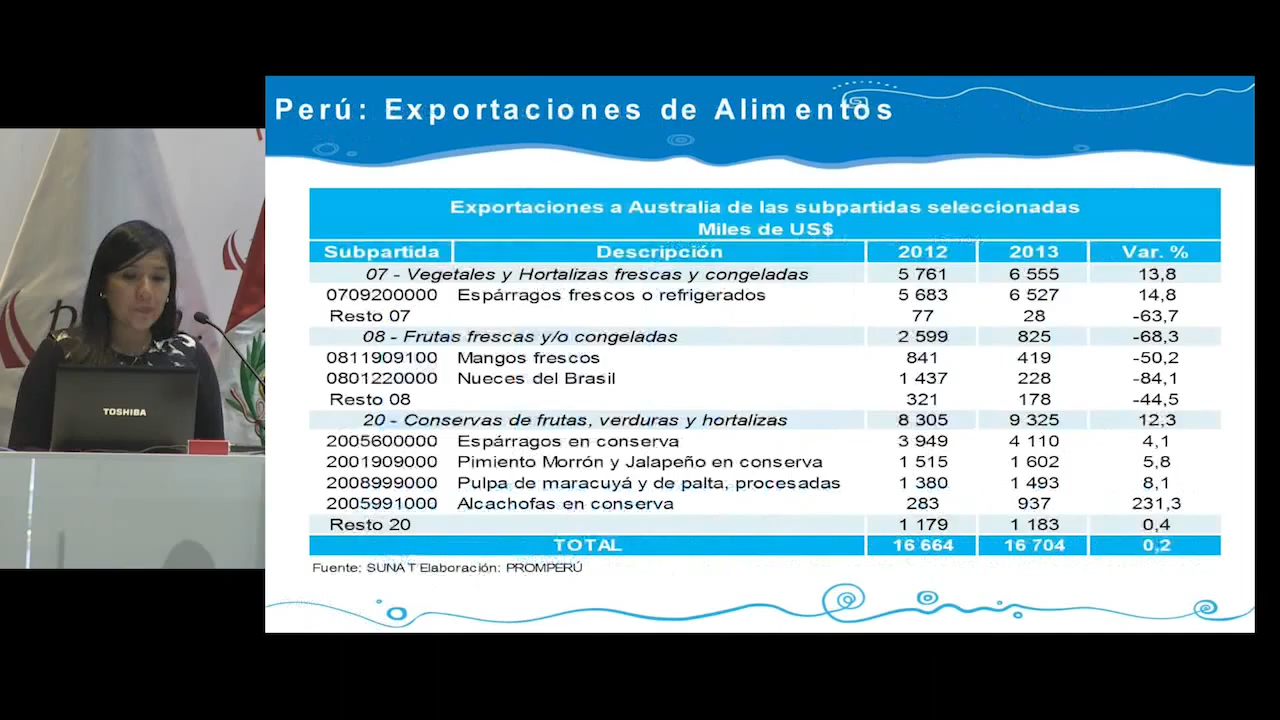 Perú: Exportaciones de Alimentos
Exportaciones a Australia de las subpartidas seleccionadas
Miles de US$
Subpartida Descripción 2012 2013 Var. %
07 - Vegetales y Hortalizas frescas y congeladas 5 761 6 555 13,8
0709200000 Espárragos frescos o refrigerados 5 683 6 527 14,8
Resto 07 77 28 -63,7
08 - Frutas frescas y/o congeladas 2 599 825 -68,3
0811909100 Mangos frescos 841 419 -50,2
0801220000 Nueces del Brasil 1 437 228 -84,1
Resto 08 321 178 -44,5
20 - Conservas de frutas, verduras y hortalizas 8 305 9 325 12,3
2005600000 Espárragos en conserva 3 949 4 110 4,1
2001909000 Pimiento Morrón y Jalapeño en conserva 1 515 1 602 5,8
2008999000 Pulpa de maracuyá y de palta, procesadas 1 380 1 493 8,1
2005991000 Alcachofas en conserva 283 937 231,3
Resto 20 1 179 1 183 0,4
TOTAL 16 664 16 704 0,2
Fuente: SUNAT Elaboración: PROMPERÚ
TOSHIBA